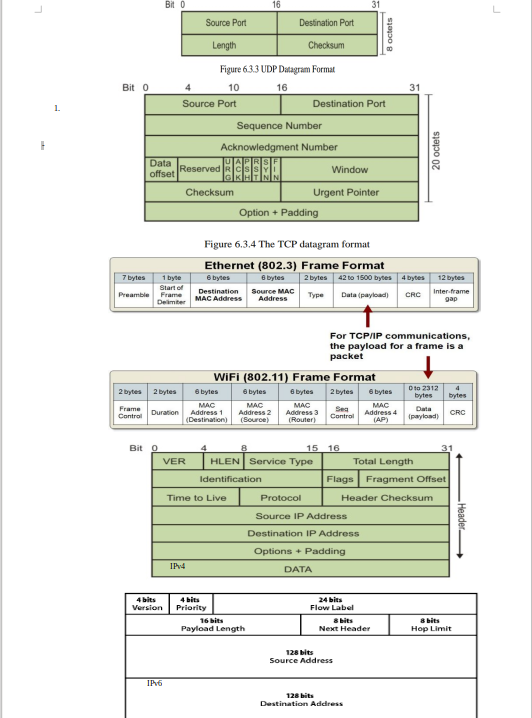 Bit 0 16 31
Source Port Destination Port
Length Checksum
8 octets
Figure 6.3.3 UDP Datagram Format
Bit 0 4 10 16 31
1.
Source Port Destination Port
Sequence Number
Acknowledgment Number
Data offset Reserved URG ACK PSH RST SYN FIN Window
Checksum Urgent Pointer
Option + Padding
20 octets
Figure 6.3.4 The TCP datagram format
Ethernet (802.3) Frame Format
7 bytes 1 byte 6 bytes 6 bytes 2 bytes 42 to 1500 bytes 4 bytes 12 bytes
Preamble Start of Frame Delimiter Destination MAC Address Source MAC Address Type Data (payload) CRC Inter-frame gap
For TCP/IP communications,
the payload for a frame is a
packet
WiFi (802.11) Frame Format
2 bytes 2 bytes 6 bytes 6 bytes 6 bytes 2 bytes 6 bytes 0 to 2312 bytes 4 bytes
Frame Control Duration MAC Address 1 (Destination) MAC Address 2 (Source) MAC Address 3 (Router) Seq Control MAC Address 4 (AP) Data (payload) CRC
Bit 0 4 8 15 16 31
VER HLEN Service Type Total Length
Identification Flags Fragment Offset
Time to Live Protocol Header Checksum
Source IP Address
Destination IP Address
Options + Padding
IPv4 DATA
Header
4 bits Version 4 bits Priority 24 bits Flow Label
16 bits Payload Length 8 bits Next Header 8 bits Hop Limit
128 bits
Source Address
IPv6
128 bits
Destination Address